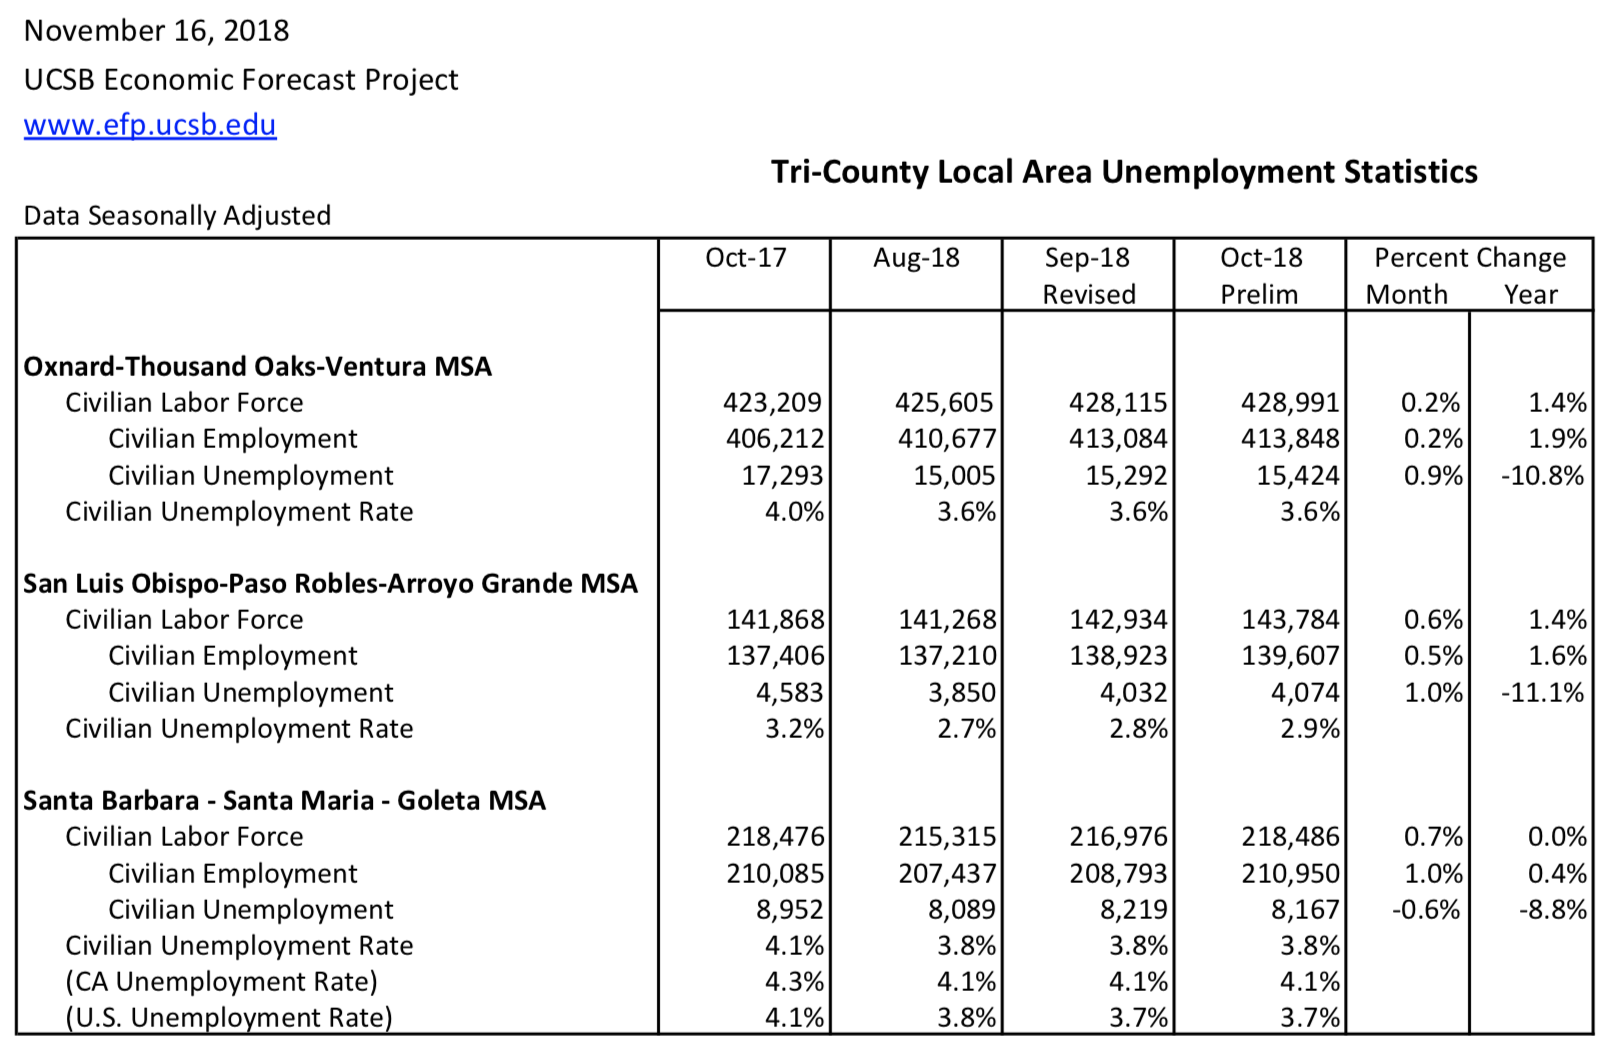 November 16, 2018
UCSB Economic Forecast Project
www.efp.ucsb.edu
Tri-County Local Area Unemployment Statistics
Data Seasonally Adjusted
Oct-17 Aug-18 Sep-18 Oct-18 Percent Change
Revised Prelim Month Year
Oxnard-Thousand Oaks-Ventura MSA
Civilian Labor Force 423,209 425,605 428,115 428,991 0.2% 1.4%
Civilian Employment 406,212 410,677 413,084 413,848 0.2% 1.9%
Civilian Unemployment 17,293 15,005 15,292 15,424 0.9% -10.8%
Civilian Unemployment Rate 4.0% 3.6% 3.6% 3.6%
San Luis Obispo-Paso Robles-Arroyo Grande MSA
Civilian Labor Force 141,868 141,268 142,934 143,784 0.6% 1.4%
Civilian Employment 137,406 137,210 138,923 139,607 0.5% 1.6%
Civilian Unemployment 4,583 3,850 4,032 4,074 1.0% -11.1%
Civilian Unemployment Rate 3.2% 2.7% 2.8% 2.9%
Santa Barbara - Santa Maria - Goleta MSA
Civilian Labor Force 218,476 215,315 216,976 218,486 0.7% 0.0%
Civilian Employment 210,085 207,437 208,793 210,950 1.0% 0.4%
Civilian Unemployment 8,952 8,089 8,219 8,167 -0.6% -8.8%
Civilian Unemployment Rate 4.1% 3.8% 3.8% 3.8%
(CA Unemployment Rate) 4.3% 4.1% 4.1% 4.1%
(U.S. Unemployment Rate) 4.1% 3.8% 3.7% 3.7%